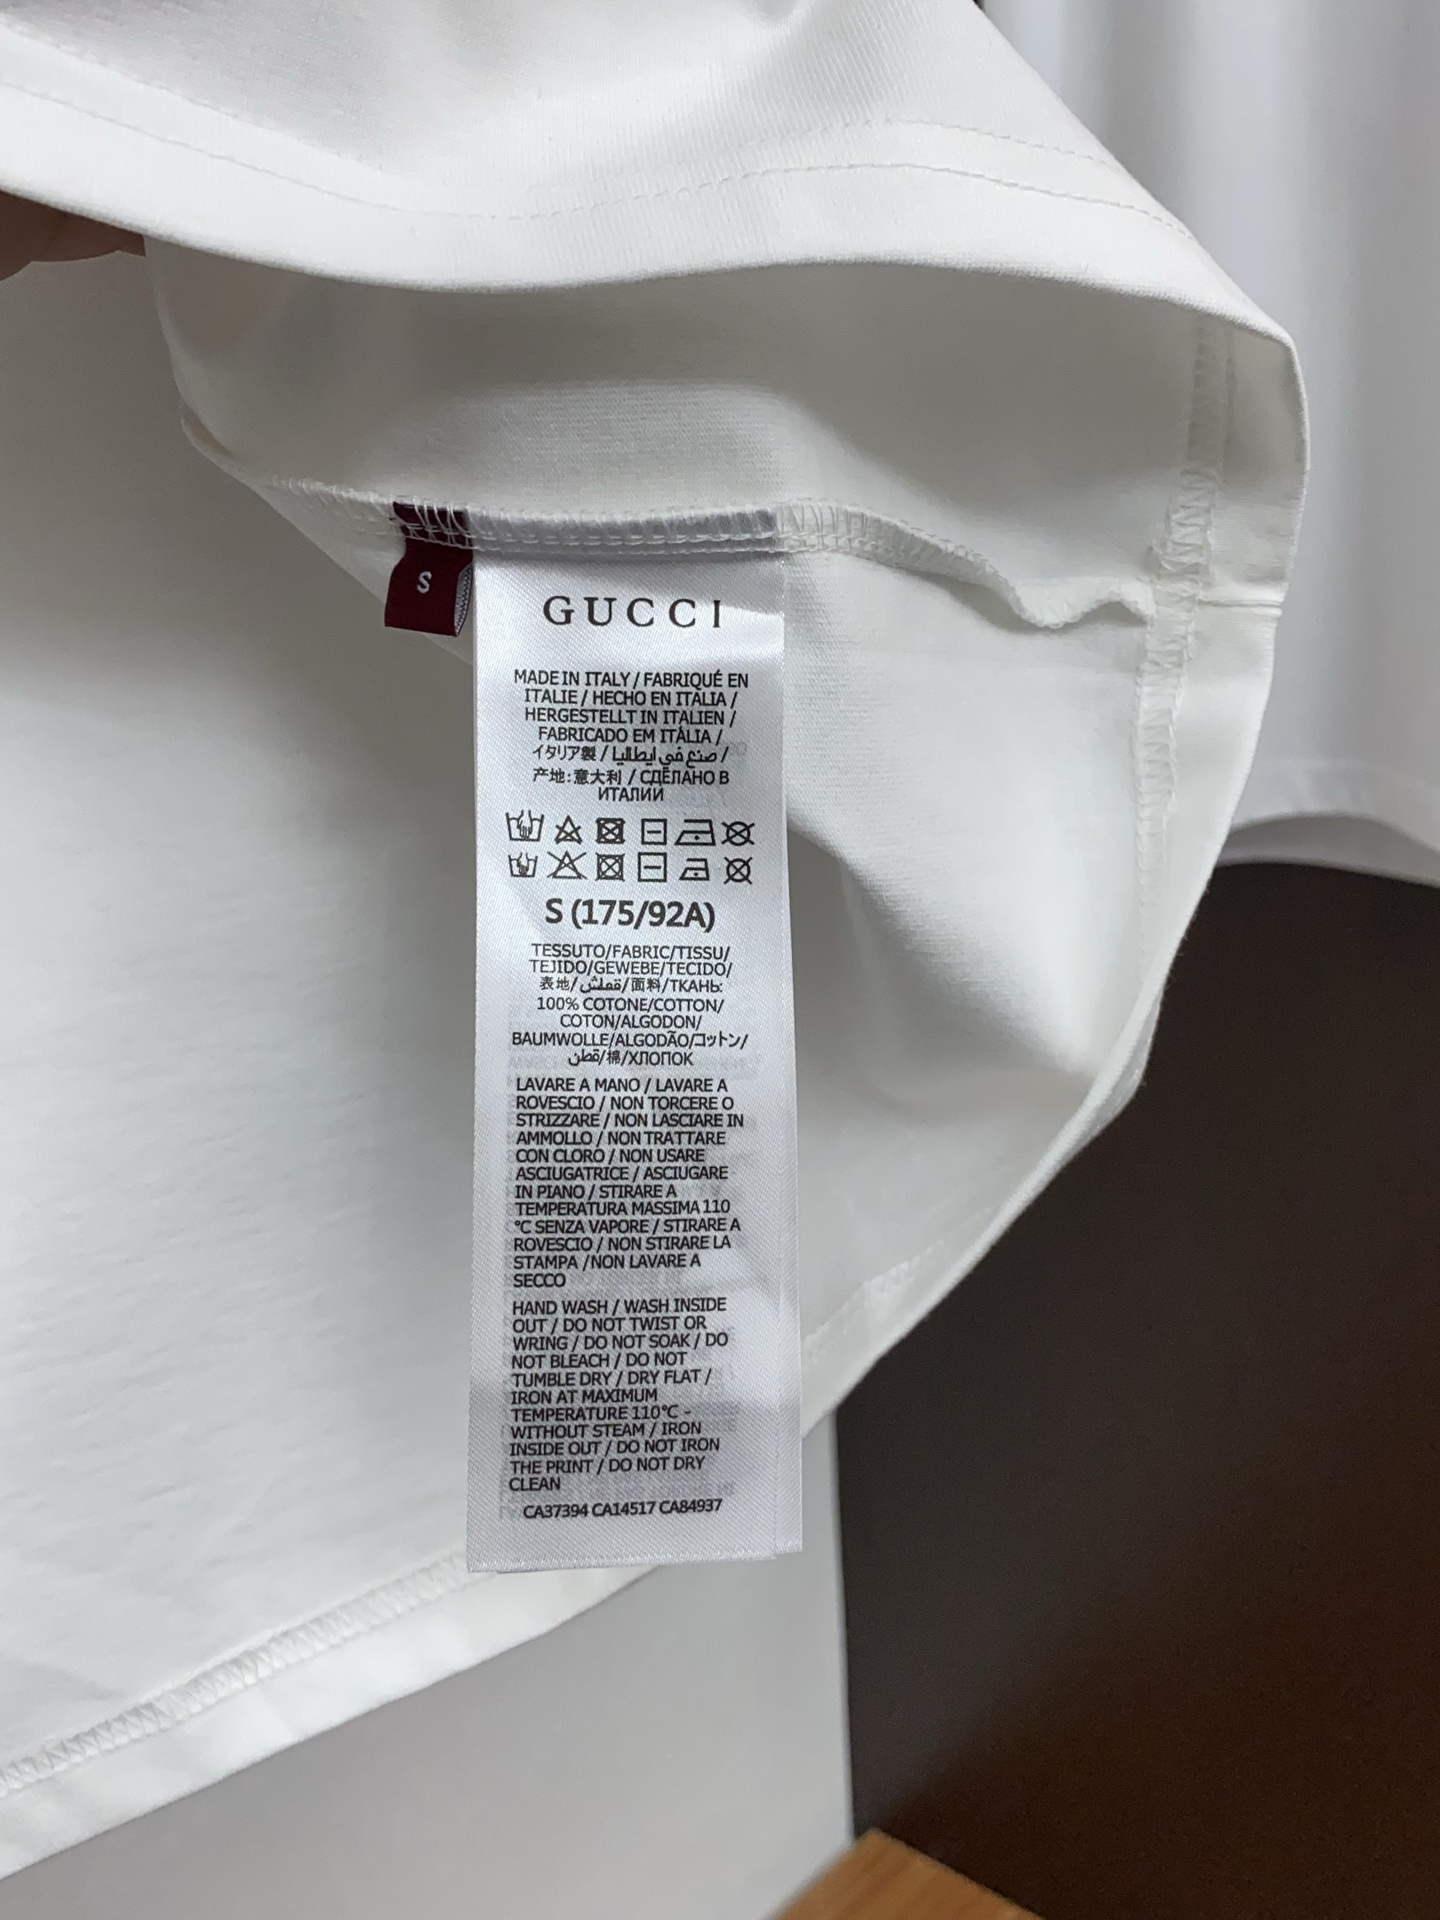 S
GUCCI
MADE IN ITALY / FABRIQUÉ EN
ITALIE / HECHO EN ITALIA /
HERGESTELLT IN ITALIEN /
FABRICADO EM ITÁLIA /
イタリア製 / صنع في ايطاليا /
产地：意大利 / СДЕЛАНО В
ИТАЛИИ
S (175/92A)
TESSUTO/FABRIC/TISSU/
TEJIDO/GEWEBE/TECIDO/
表地/قماش/面料/ТКАНЬ:
100% COTONE/COTTON/
COTON/ALGODON/
BAUMWOLLE/ALGODÃO/コットン/
قطن/棉/ХЛОПОК
LAVARE A MANO / LAVARE A
ROVESCIO / NON TORCERE O
STRIZZARE / NON LASCIARE IN
AMMOLLO / NON TRATTARE
CON CLORO / NON USARE
ASCIUGATRICE / ASCIUGARE
IN PIANO / STIRARE A
TEMPERATURA MASSIMA 110
°C SENZA VAPORE / STIRARE A
ROVESCIO / NON STIRARE LA
STAMPA /NON LAVARE A
SECCO
HAND WASH / WASH INSIDE
OUT / DO NOT TWIST OR
WRING / DO NOT SOAK / DO
NOT BLEACH / DO NOT
TUMBLE DRY / DRY FLAT /
IRON AT MAXIMUM
TEMPERATURE 110°C -
WITHOUT STEAM / IRON
INSIDE OUT / DO NOT IRON
THE PRINT / DO NOT DRY
CLEAN
CA37394 CA14517 CA84937